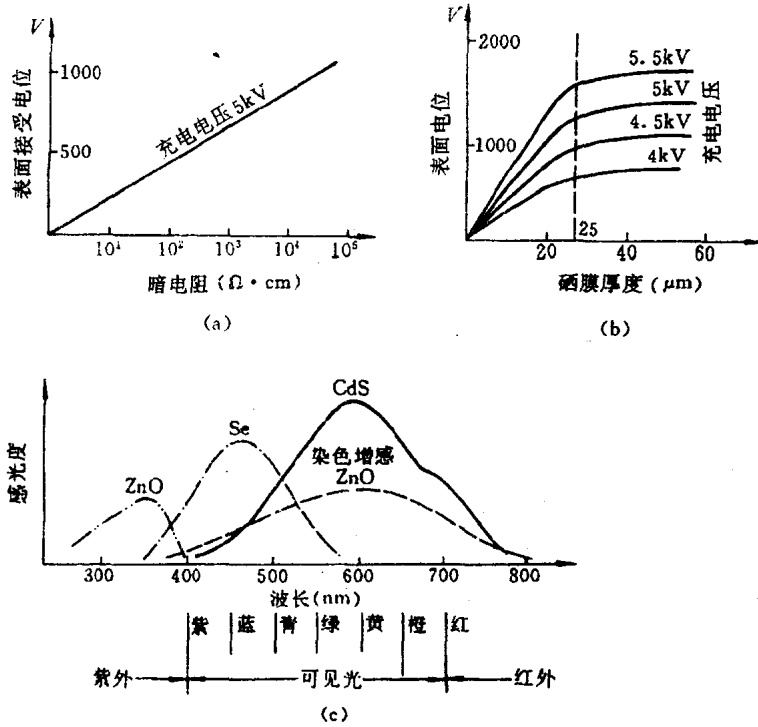 V
表面接受电位
1000
500
充电电压5kV
10¹ 10² 10³ 10⁴ 10⁵
暗电阻(Ω·cm)
(a)
V
表面电位
2000
1000
5.5kV
5kV
4.5kV
4kV
充电电压
25
20 40 60
硒膜厚度(μm)
(b)
感光度
CdS
Se
染色增感
ZnO
ZnO
300 400 500 600 700 800
波长(nm)
紫 蓝 青 绿 黄 橙 红
紫外 可见光 红外
(c)